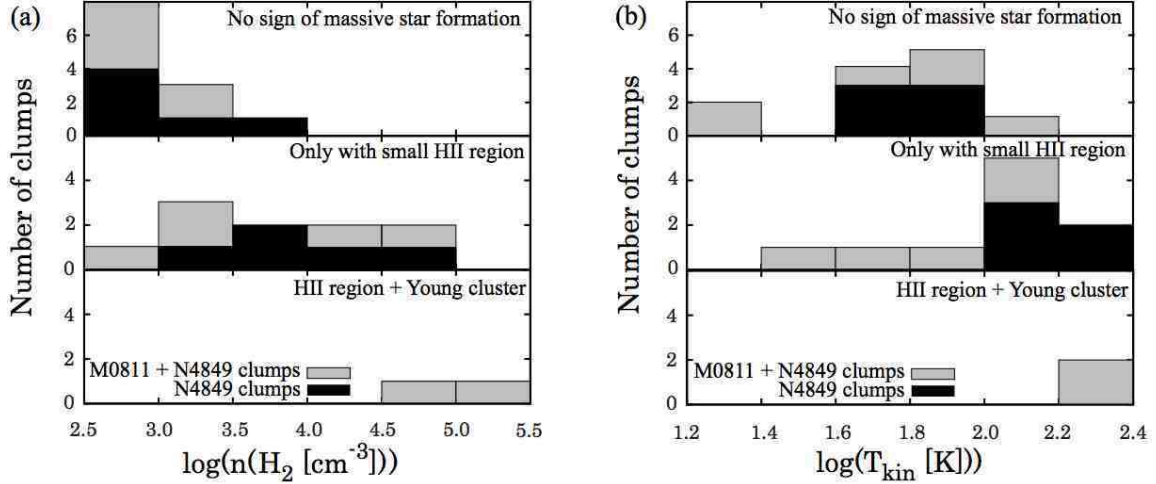 (a)
No sign of massive star formation
6
4
2
0
Only with small HII region
4
2
0
HII region + Young cluster
4
2
0
M0811 + N4849 clumps
N4849 clumps
Number of clumps
2.5 3.0 3.5 4.0 4.5 5.0 5.5
log(n(H2 [cm-3]))
(b)
No sign of massive star formation
6
4
2
0
Only with small HII region
4
2
0
HII region + Young cluster
4
2
0
M0811 + N4849 clumps
N4849 clumps
Number of clumps
1.2 1.4 1.6 1.8 2.0 2.2 2.4
log(Tkin [K]))